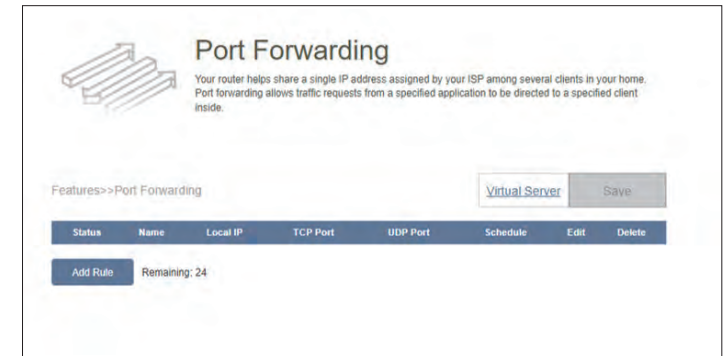 Port Forwarding
Your router helps share a single IP address assigned by your ISP among several clients in your home.
Port forwarding allows traffic requests from a specified application to be directed to a specified client
inside.
Features>>Port Forwarding
Virtual Server
Save
Status Name Local IP TCP Port UDP Port Schedule Edit Delete
Add Rule Remaining: 24